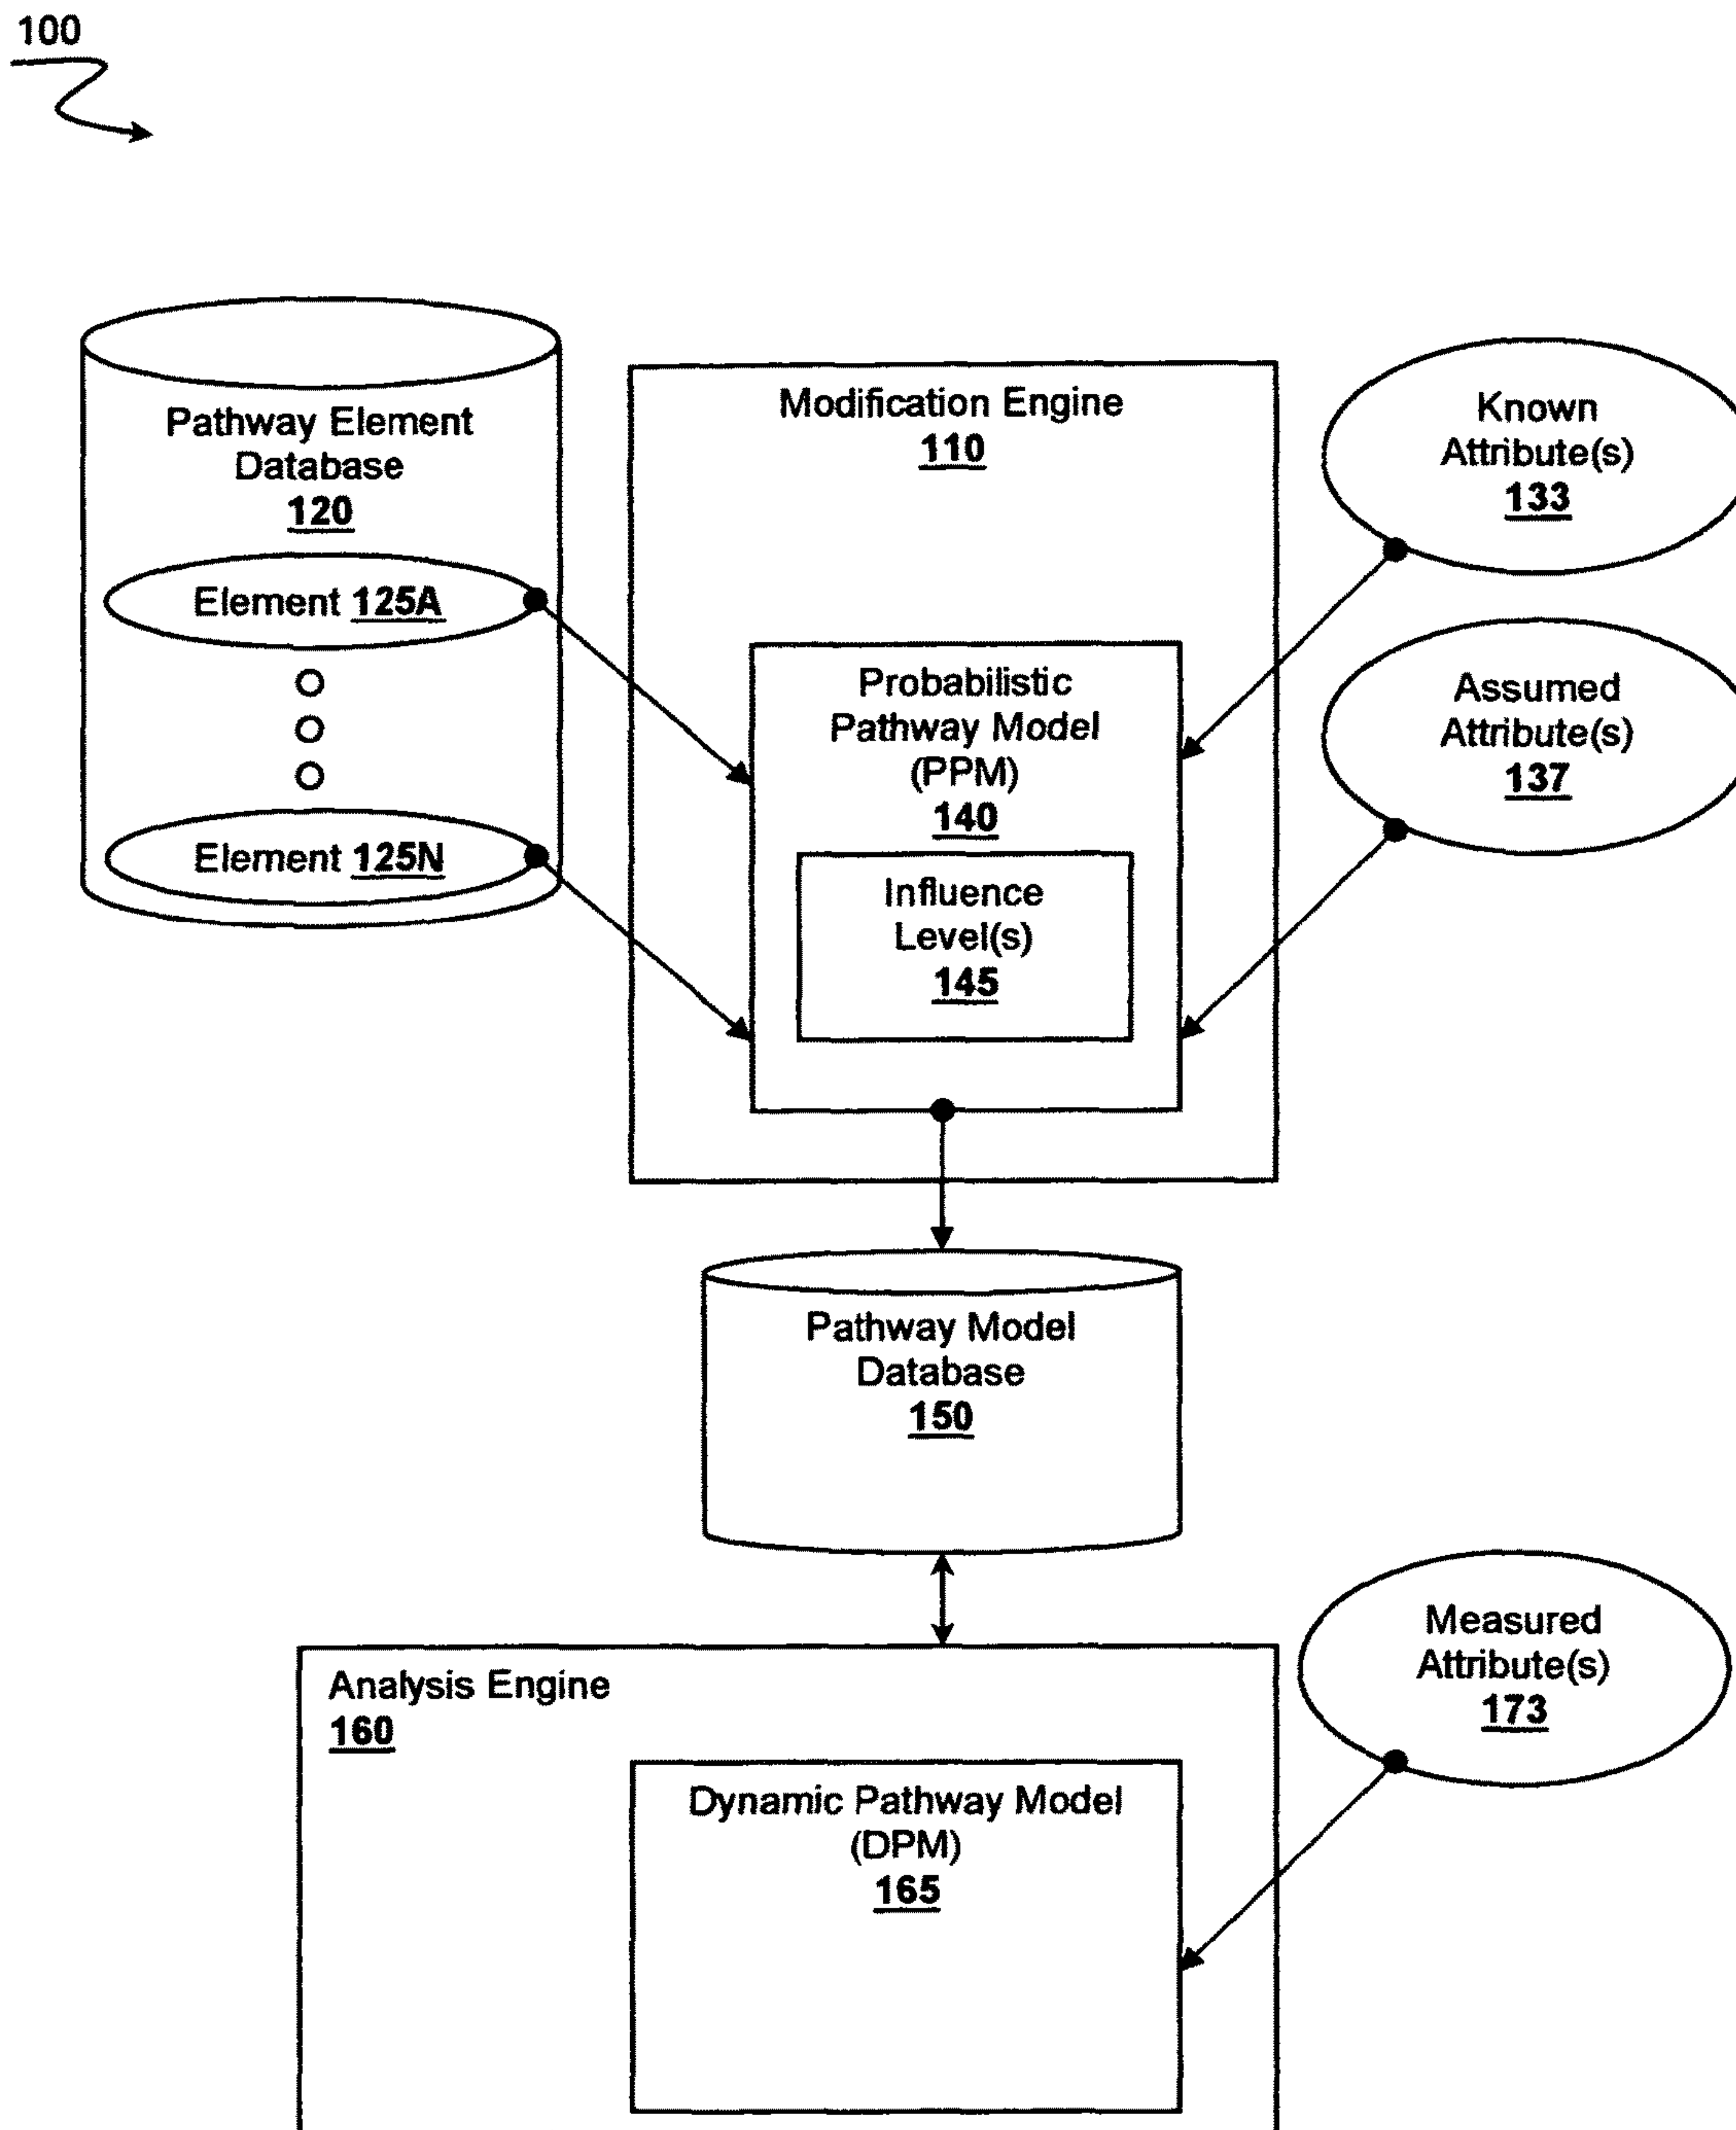 100
Pathway Element
Database
120
Element 125A
Element 125N
Modification Engine
110
Probabilistic
Pathway Model
(PPM)
140
Influence
Level(s)
145
Known
Attribute(s)
133
Assumed
Attribute(s)
137
Pathway Model
Database
150
Analysis Engine
160
Dynamic Pathway Model
(DPM)
165
Measured
Attribute(s)
173